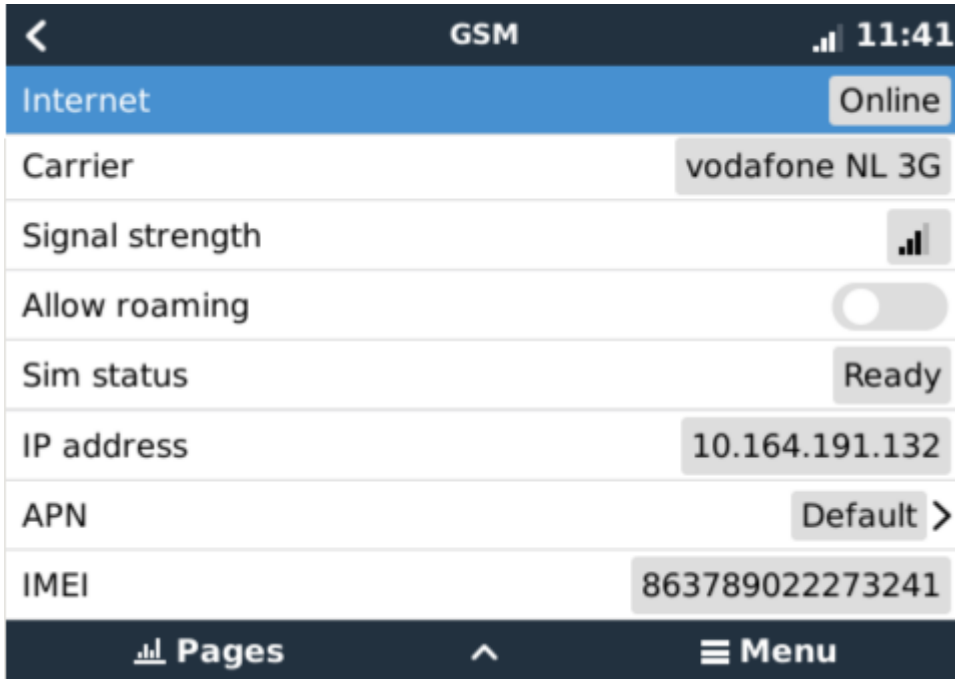 GSM 11:41
Internet Online
Carrier vodafone NL 3G
Signal strength
Allow roaming
Sim status Ready
IP address 10.164.191.132
APN Default
IMEI 863789022273241
Pages Menu